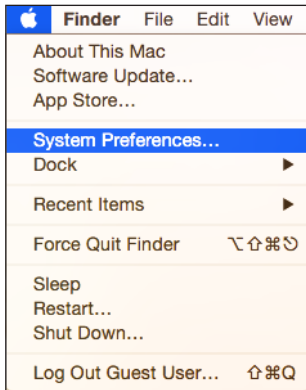 Finder File Edit View
About This Mac
Software Update...
App Store...
System Preferences...
Dock
Recent Items
Force Quit Finder ⌥⇧⌘⎋
Sleep
Restart...
Shut Down...
Log Out Guest User... ⇧⌘Q